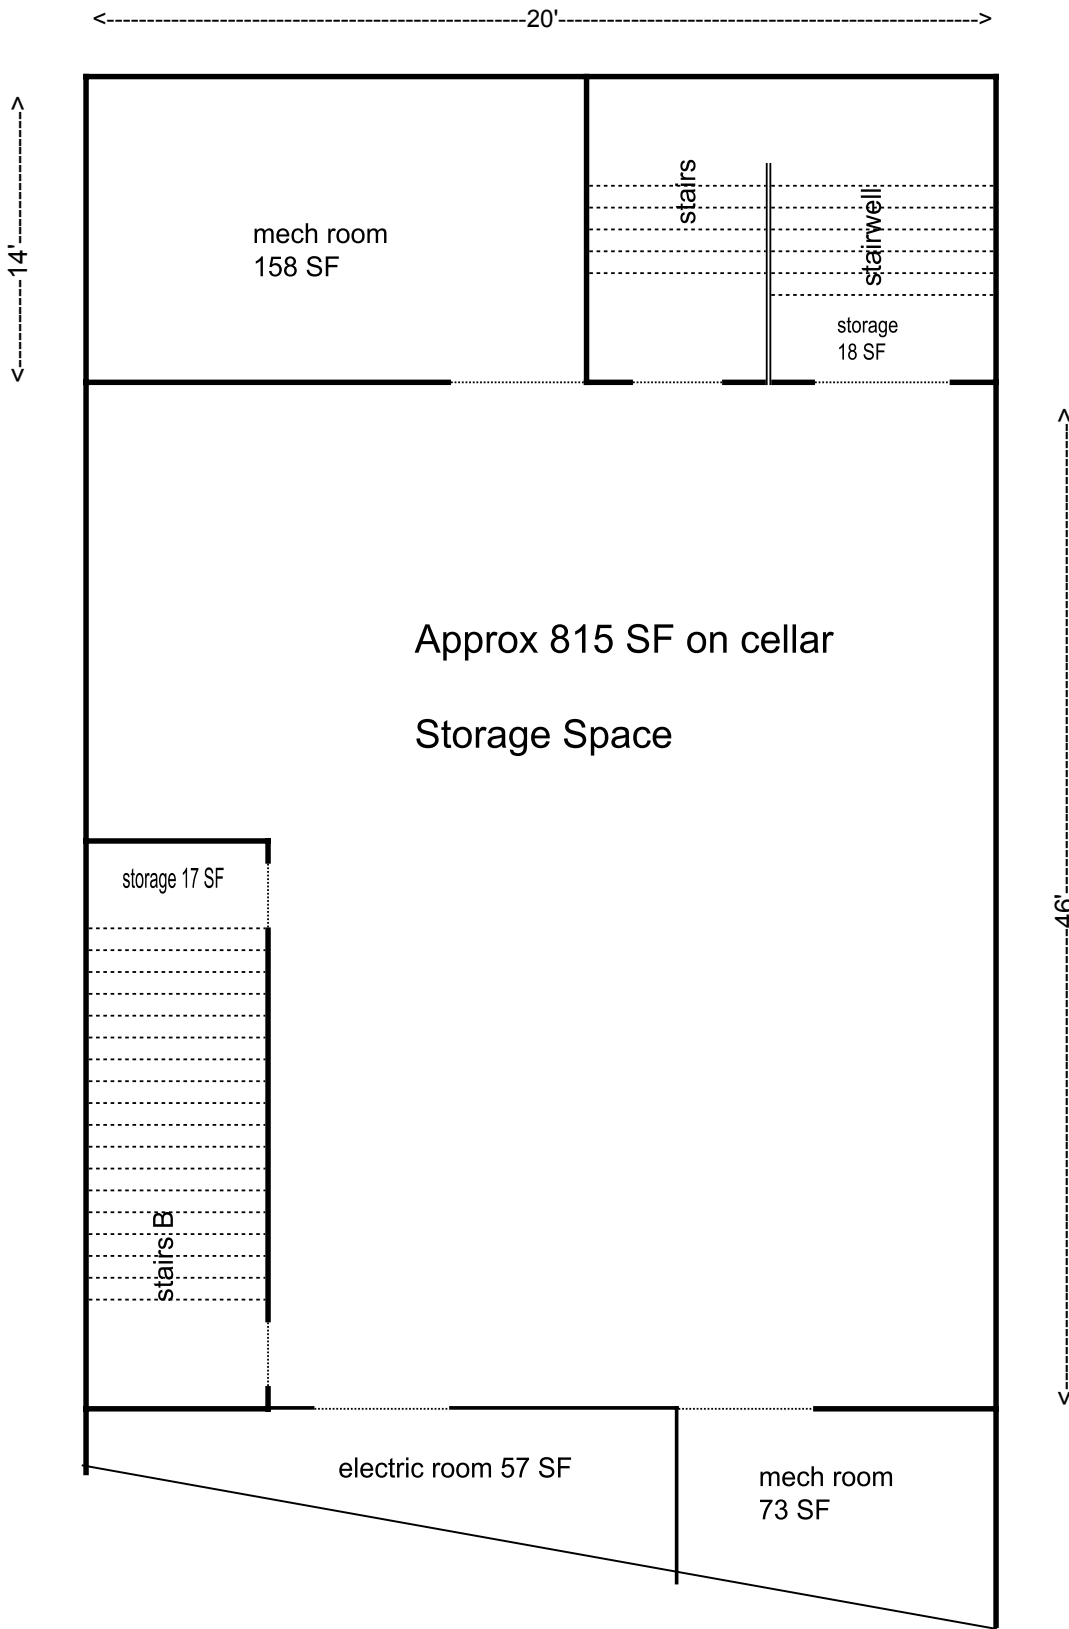 20'
14'
mech room
158 SF
stairs
stairwell
storage
18 SF
46'
Approx 815 SF on cellar
Storage Space
storage 17 SF
stairs B
electric room 57 SF
mech room
73 SF